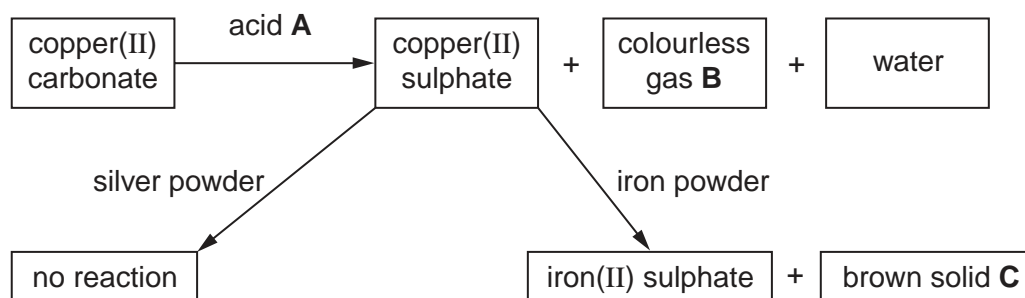 acid A
copper(II)
carbonate
copper(II)
sulphate
+
colourless
gas B
+
water
silver powder
iron powder
no reaction
iron(II) sulphate
+
brown solid C